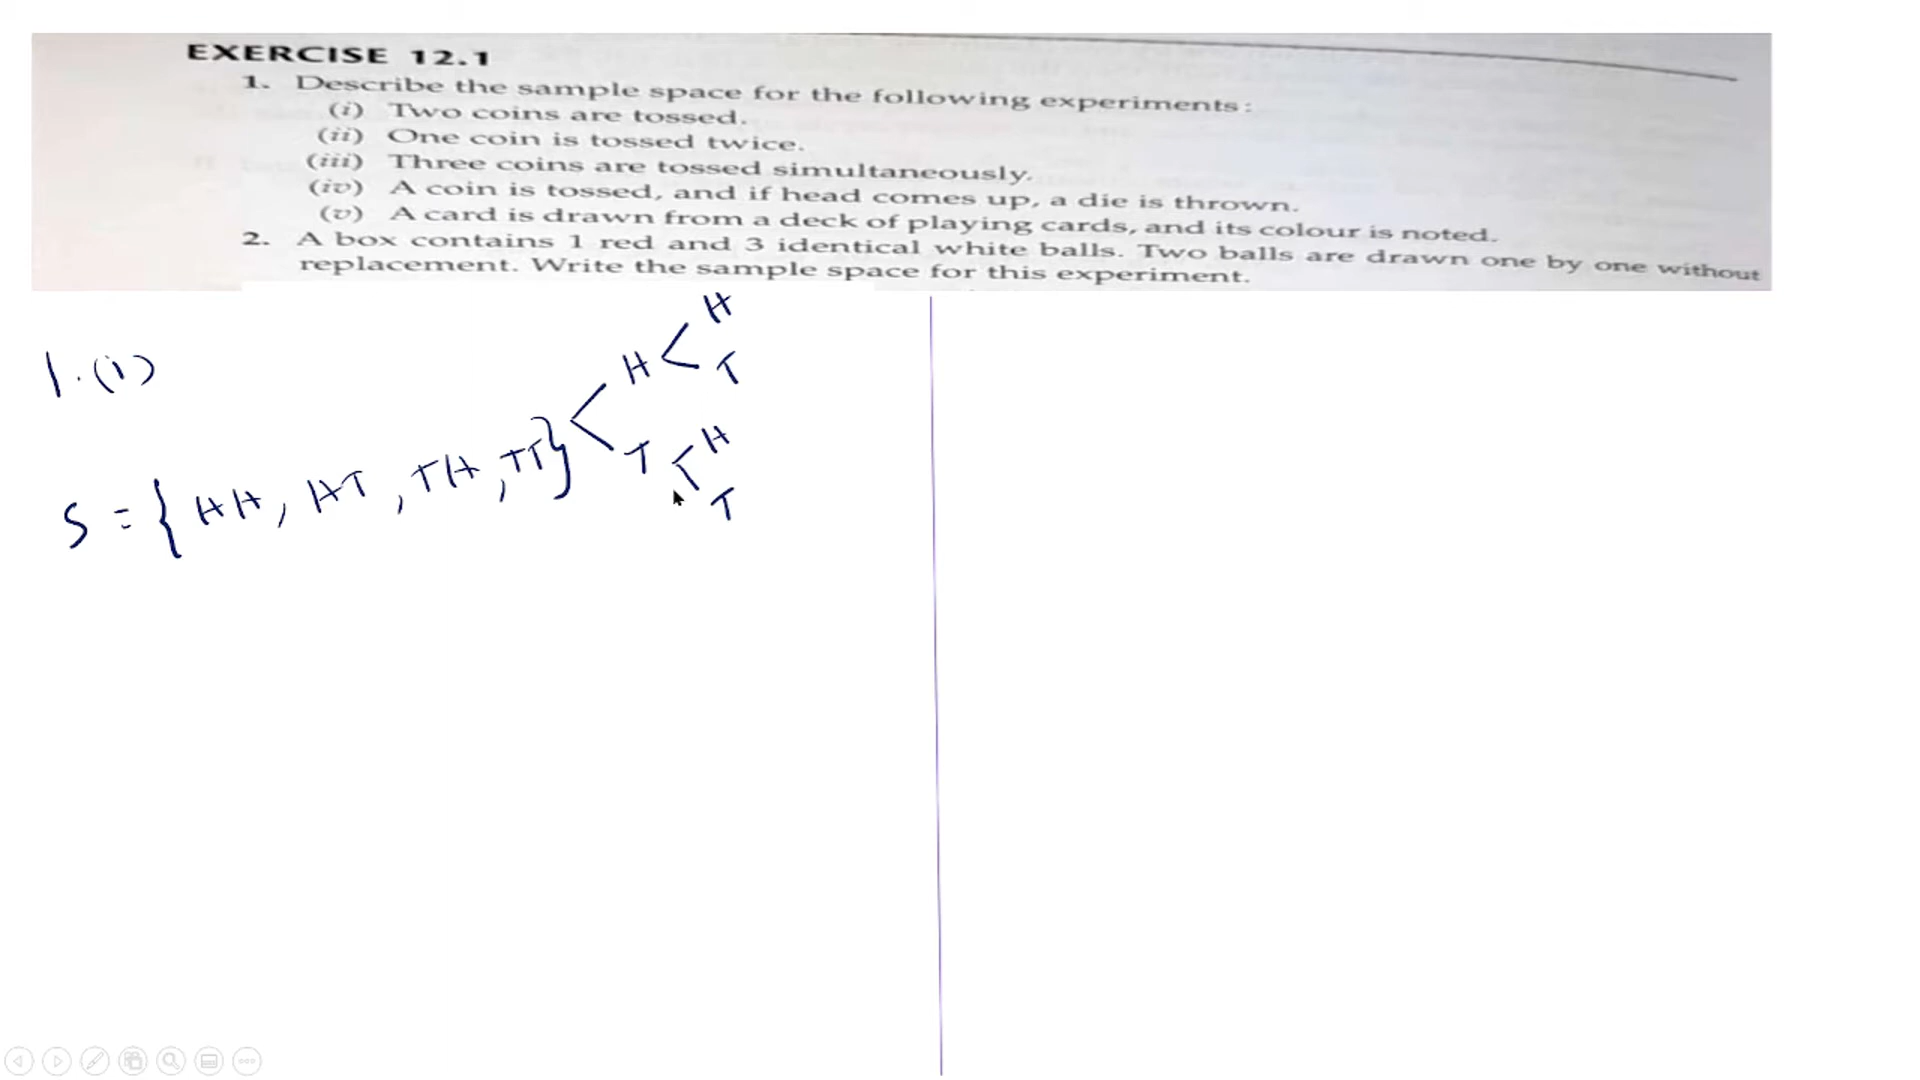 EXERCISE 12.1
1. Describe the sample space for the following experiments:
(i) Two coins are tossed.
(ii) One coin is tossed twice.
(iii) Three coins are tossed simultaneously.
(iv) A coin is tossed, and if head comes up, a die is thrown.
(v) A card is drawn from a deck of playing cards, and its colour is noted.
2. A box contains 1 red and 3 identical white balls. Two balls are drawn one by one without
replacement. Write the sample space for this experiment.
1. (i)
S = { HH, HT, TH, TT }
H
H
T
T
H
T